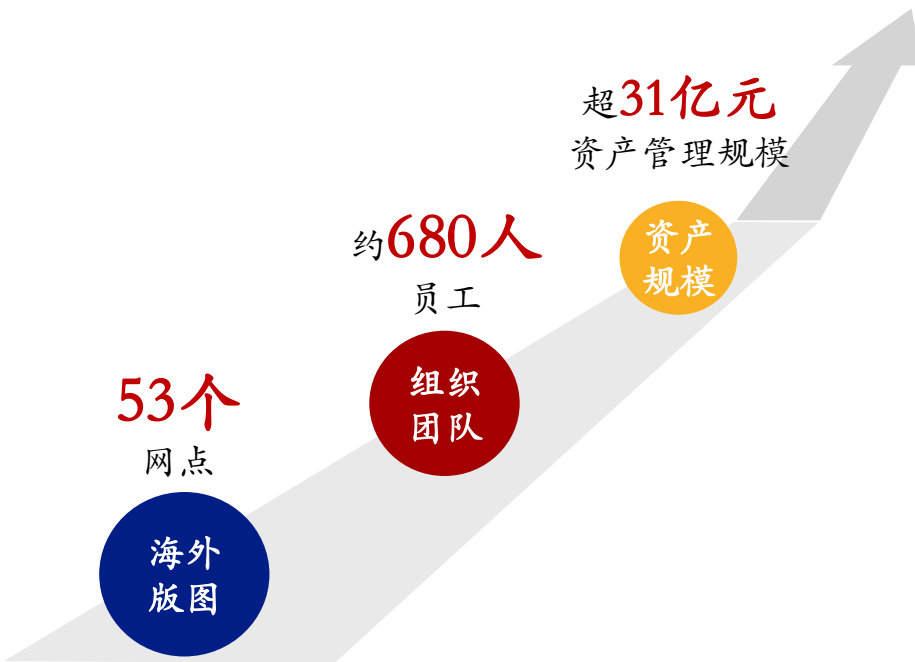 超31亿元
资产管理规模
资产
规模
约680人
员工
组织
团队
53个
网点
海外
版图